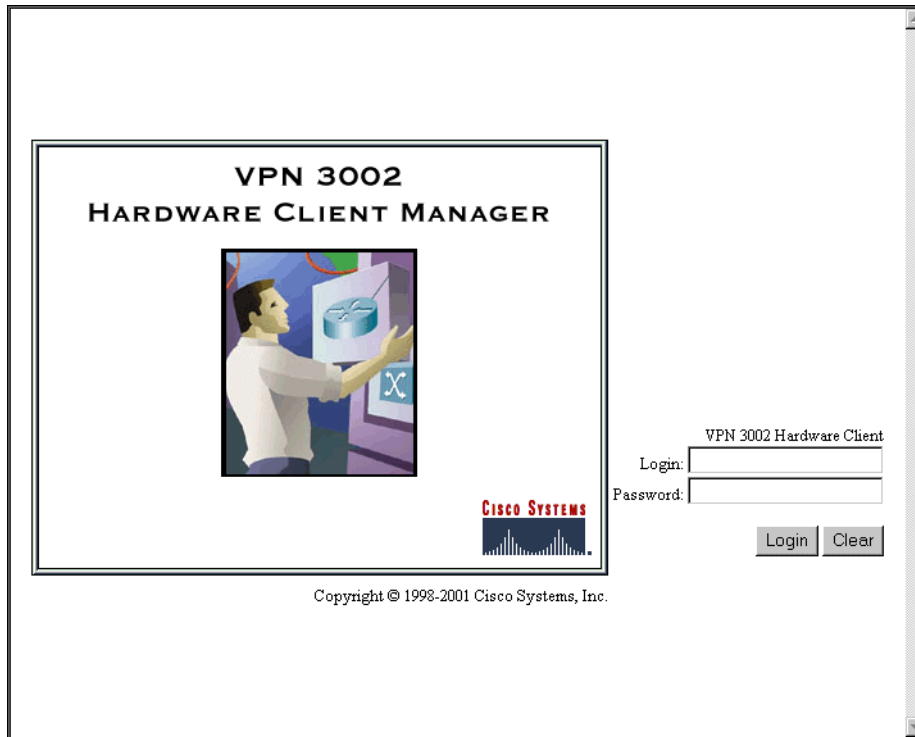 VPN 3002
HARDWARE CLIENT MANAGER
CISCO SYSTEMS
Copyright © 1998-2001 Cisco Systems, Inc.
VPN 3002 Hardware Client
Login:
Password:
Login Clear